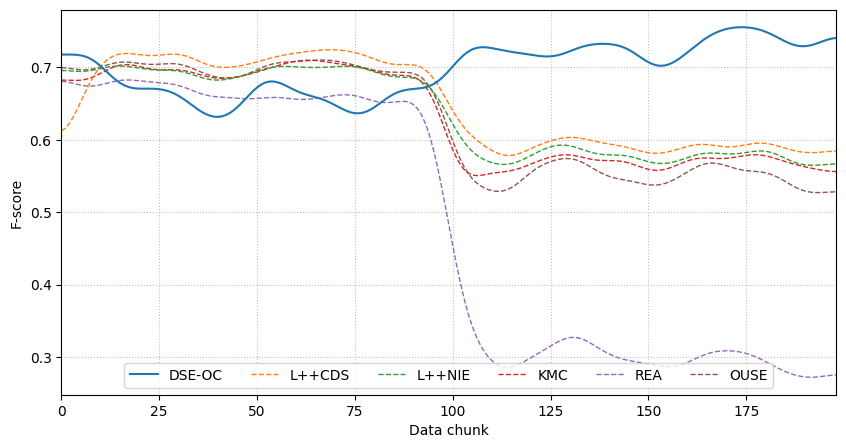 F-score
0.7
0.6
0.5
0.4
0.3
DSE-OC L++CDS L++NIE KMC REA OUSE
0 25 50 75 100 125 150 175
Data chunk